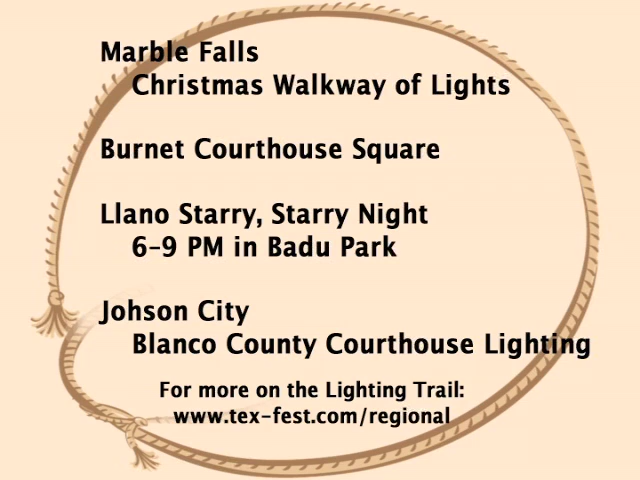 Marble Falls
Christmas Walkway of Lights
Burnet Courthouse Square
Llano Starry, Starry Night
6-9 PM in Badu Park
Johson City
Blanco County Courthouse Lighting
For more on the Lighting Trail:
www.tex-fest.com/regional